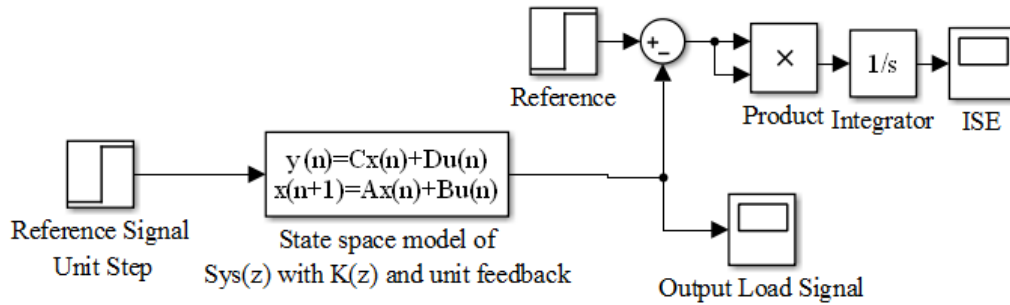 +
−
×
1/s
Reference
Product
Integrator
ISE
y(n)=Cx(n)+Du(n)
x(n+1)=Ax(n)+Bu(n)
Reference Signal
Unit Step
State space model of
Sys(z) with K(z) and unit feedback
Output Load Signal